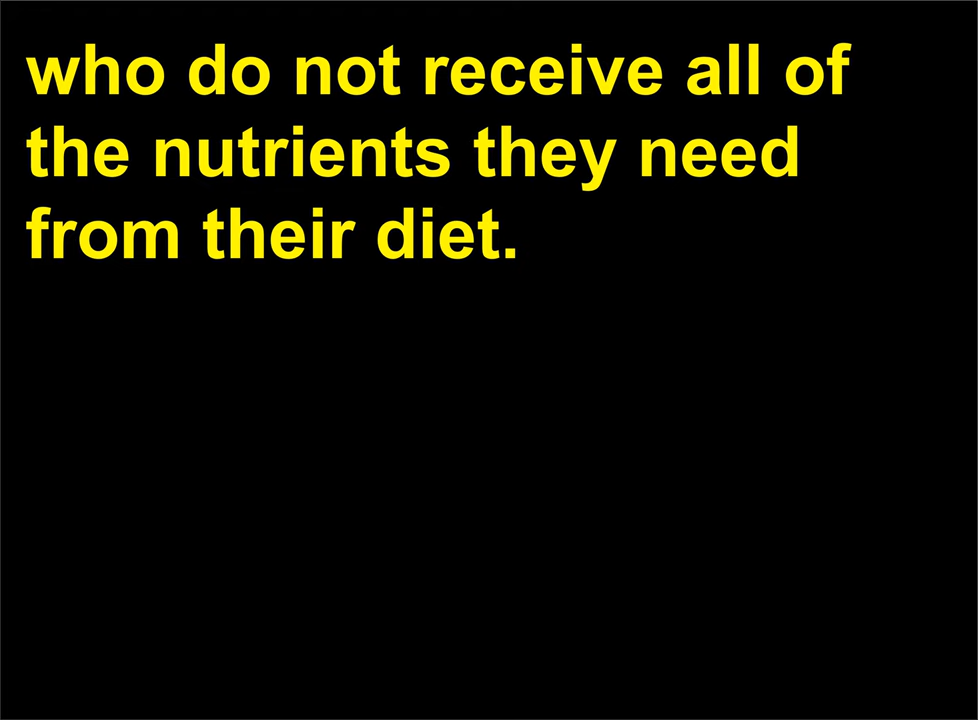 who do not receive all of
the nutrients they need
from their diet.